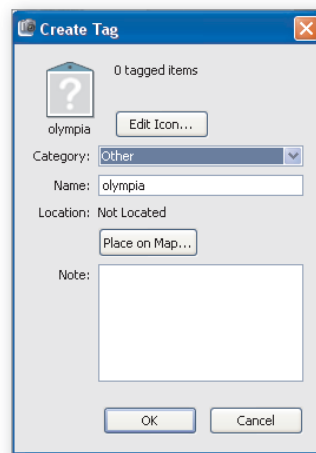 Create Tag
0 tagged items
olympia
Edit Icon...
Category: Other
Name: olympia
Location: Not Located
Place on Map...
Note:
OK Cancel